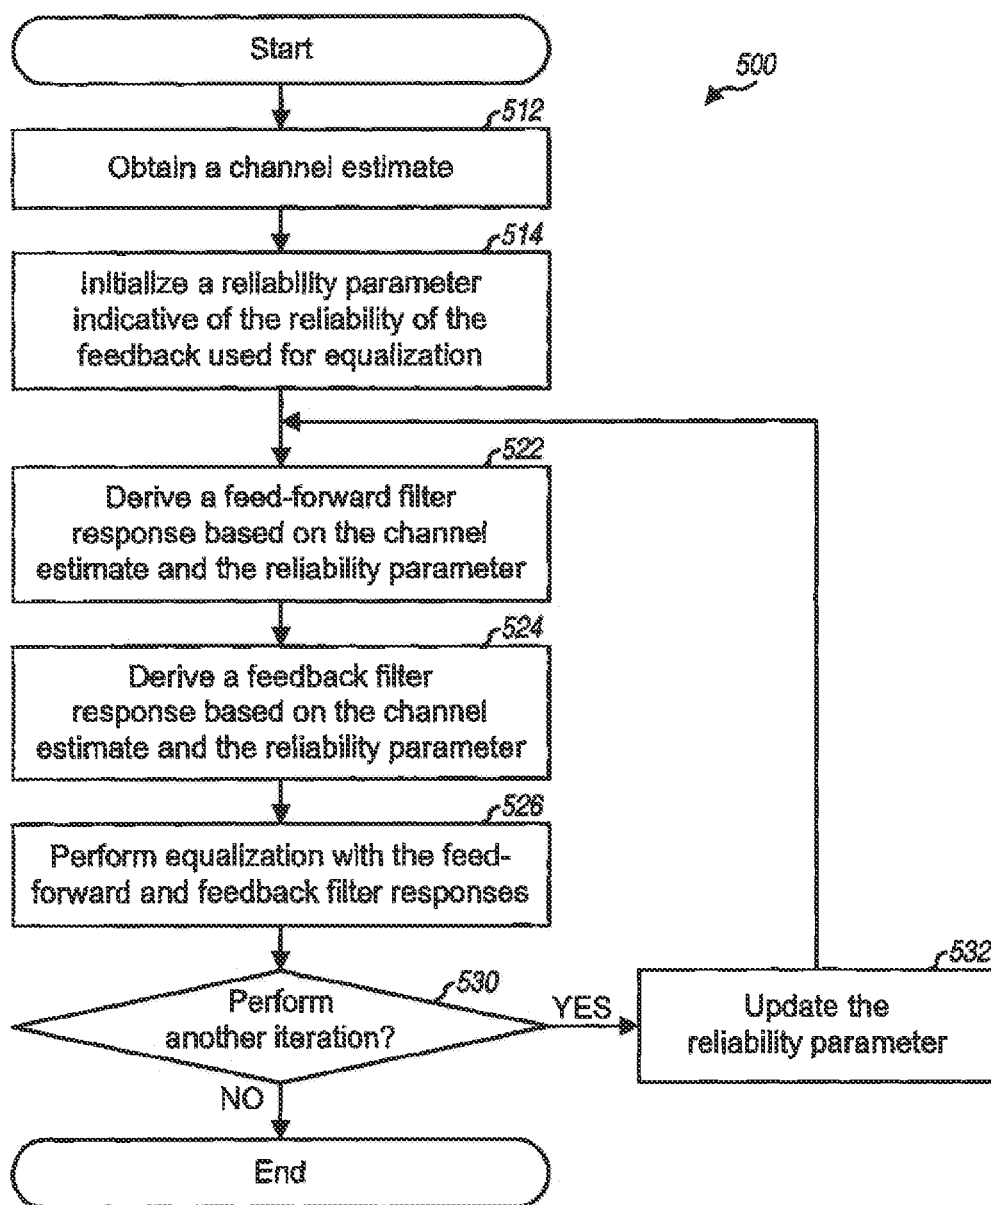 Start
500
512
Obtain a channel estimate
514
Initialize a reliability parameter
indicative of the reliability of the
feedback used for equalization
522
Derive a feed-forward filter
response based on the channel
estimate and the reliability parameter
524
Derive a feedback filter
response based on the channel
estimate and the reliability parameter
526
Perform equalization with the feed-
forward and feedback filter responses
530
Perform
another iteration?
YES
532
Update the
reliability parameter
NO
End